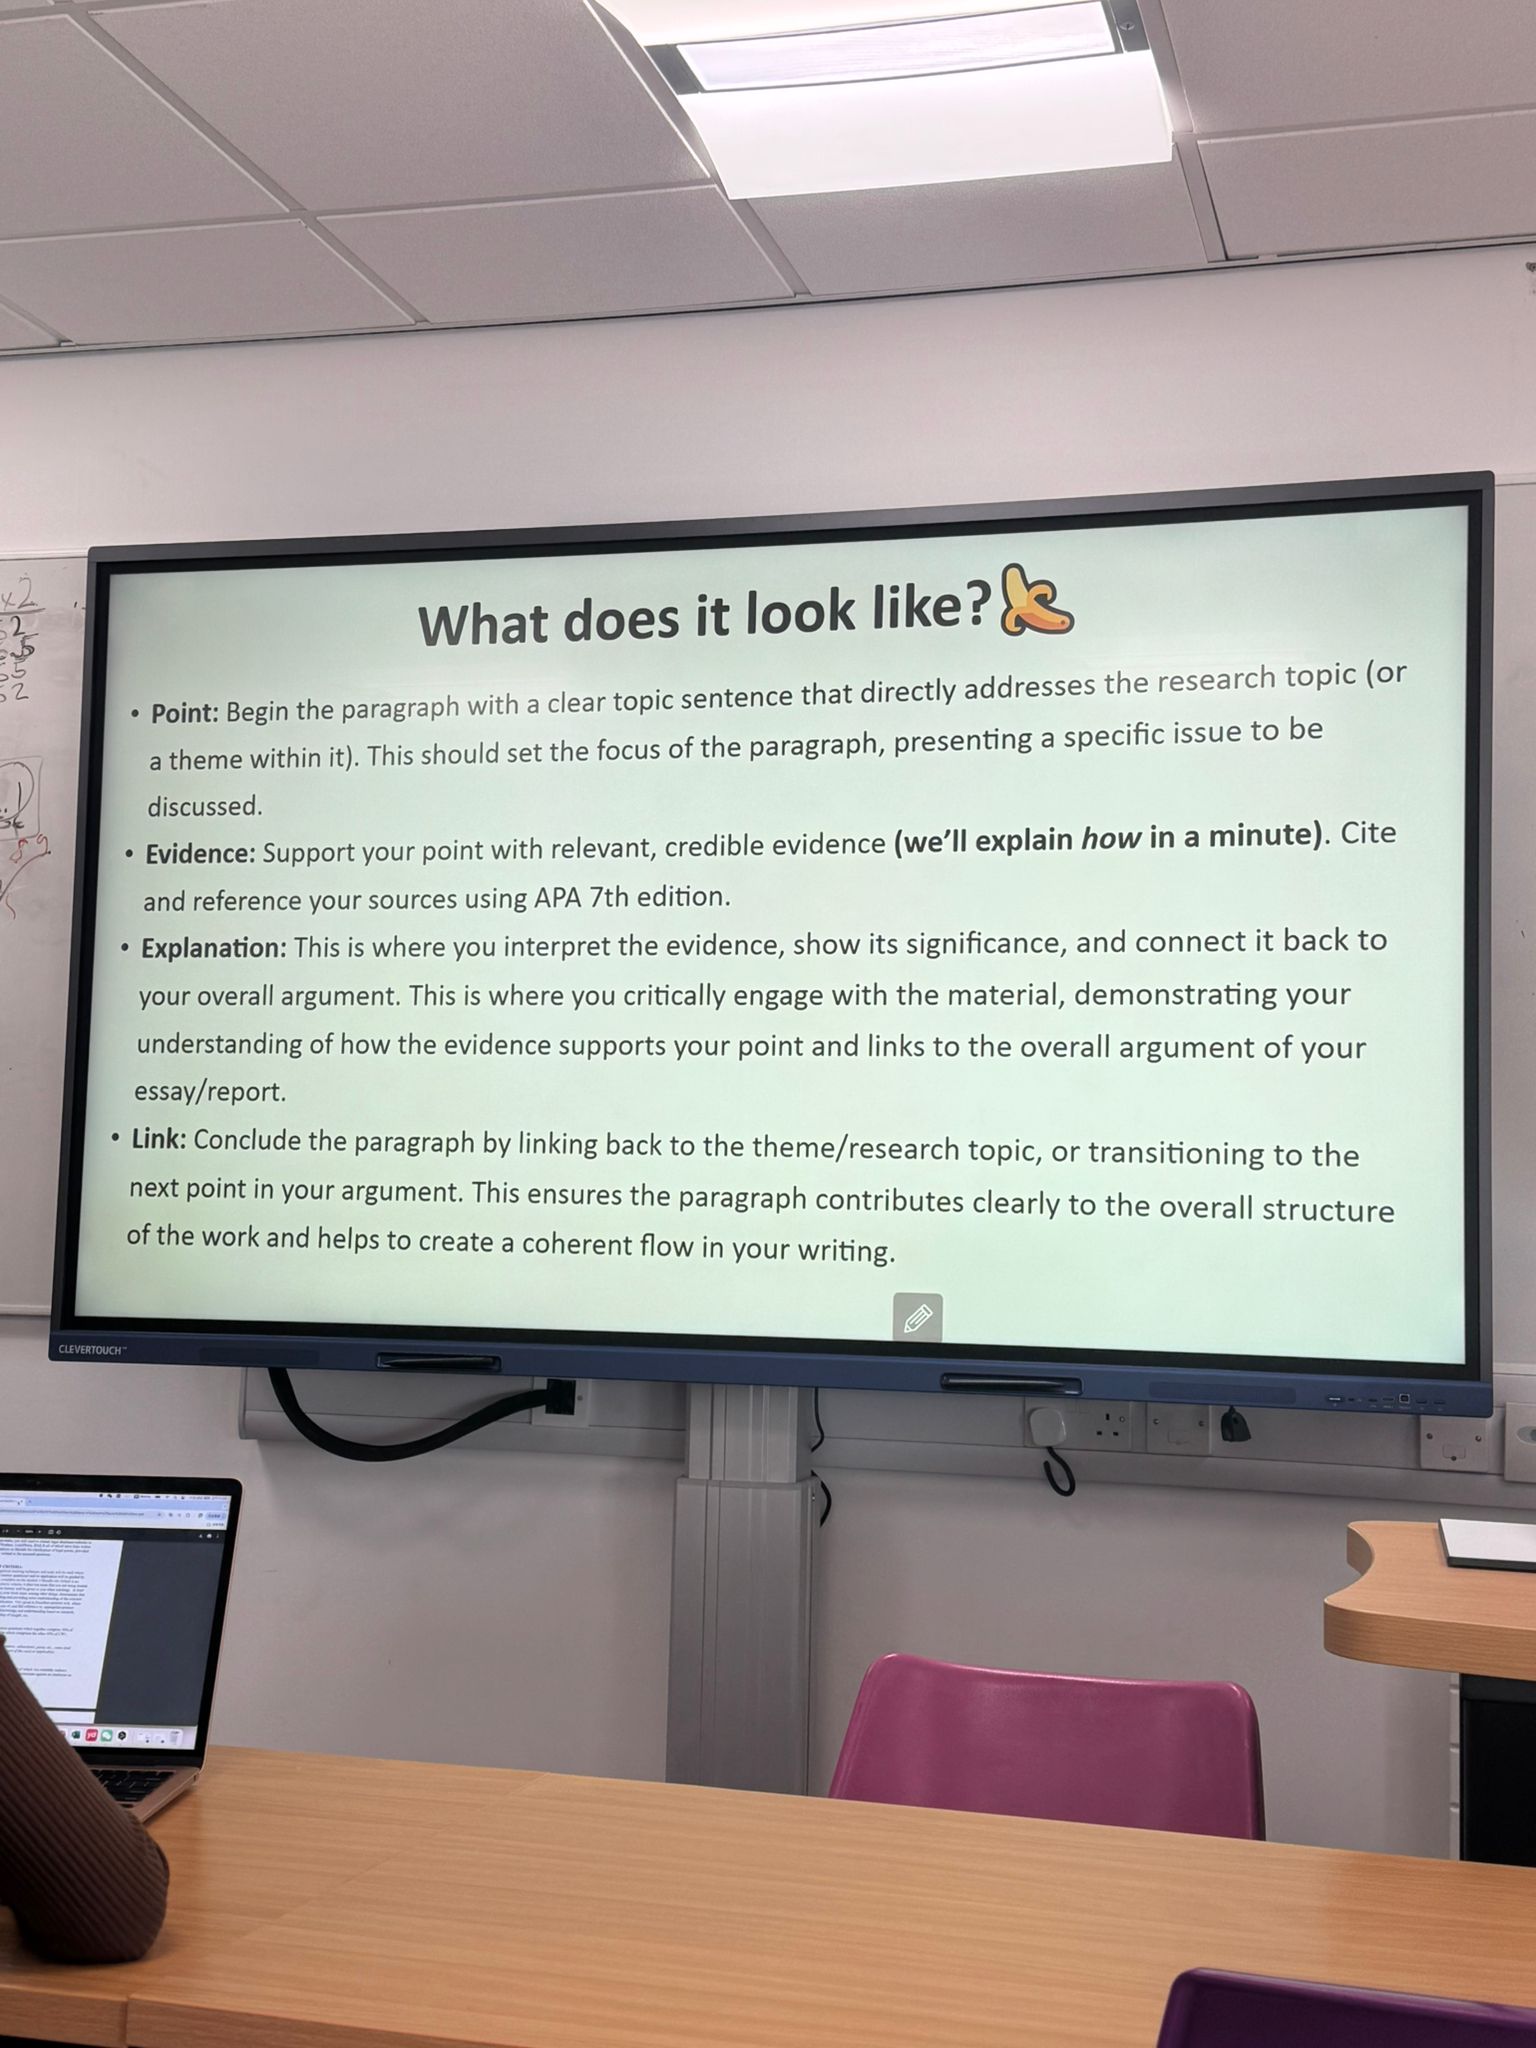 What does it look like?
• Point: Begin the paragraph with a clear topic sentence that directly addresses the research topic (or
a theme within it). This should set the focus of the paragraph, presenting a specific issue to be
discussed.
• Evidence: Support your point with relevant, credible evidence (we'll explain how in a minute). Cite
and reference your sources using APA 7th edition.
• Explanation: This is where you interpret the evidence, show its significance, and connect it back to
your overall argument. This is where you critically engage with the material, demonstrating your
understanding of how the evidence supports your point and links to the overall argument of your
essay/report.
• Link: Conclude the paragraph by linking back to the theme/research topic, or transitioning to the
next point in your argument. This ensures the paragraph contributes clearly to the overall structure
of the work and helps to create a coherent flow in your writing.
CLEVERTOUCH™